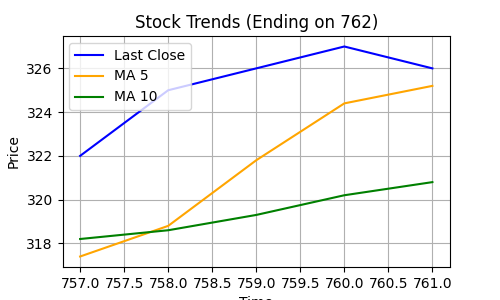 Stock Trends (Ending on 762)
Last Close
MA 5
MA 10
326
324
322
320
318
Price
757.0 757.5 758.0 758.5 759.0 759.5 760.0 760.5 761.0
Time